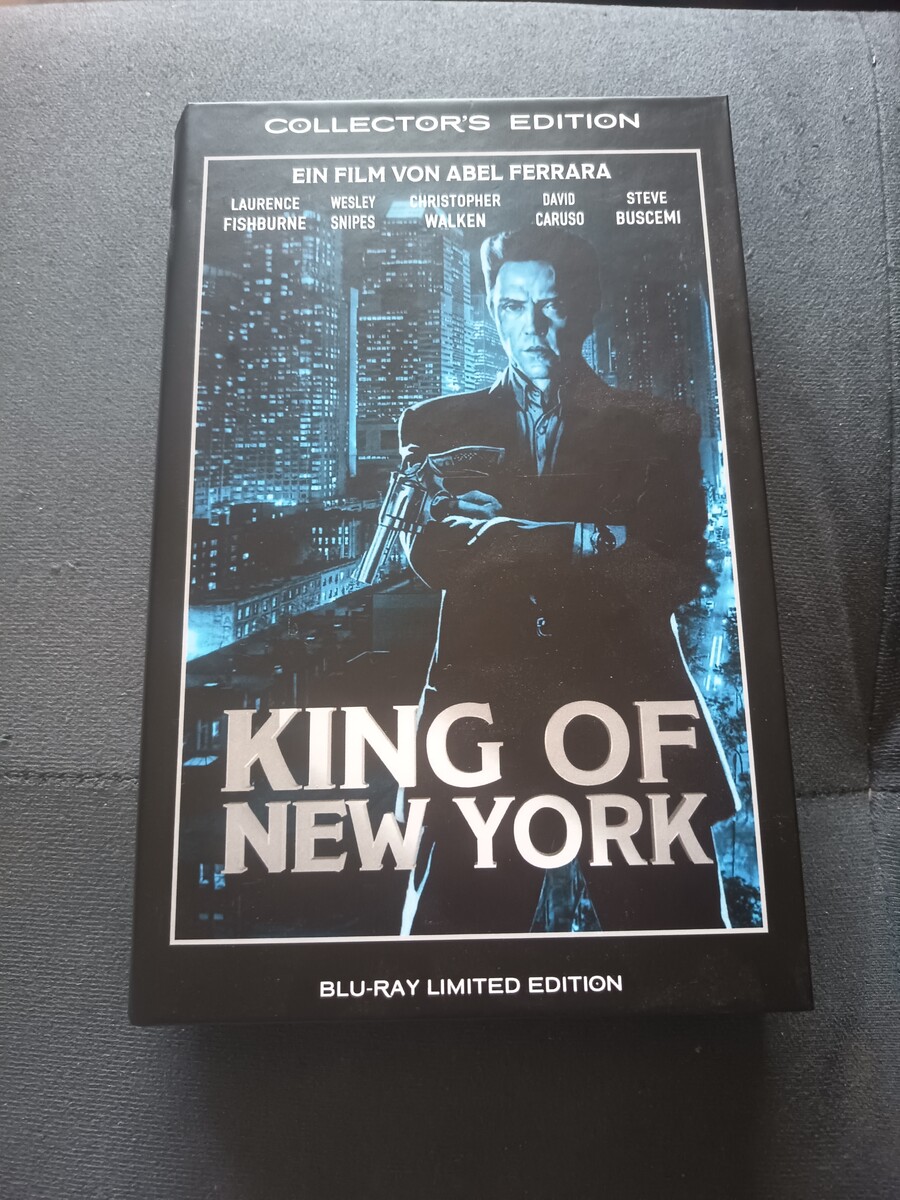 COLLECTOR'S EDITION
EIN FILM VON ABEL FERRARA
LAURENCE FISHBURNE
WESLEY SNIPES
CHRISTOPHER WALKEN
DAVID CARUSO
STEVE BUSCEMI
KING OF
NEW YORK
BLU-RAY LIMITED EDITION